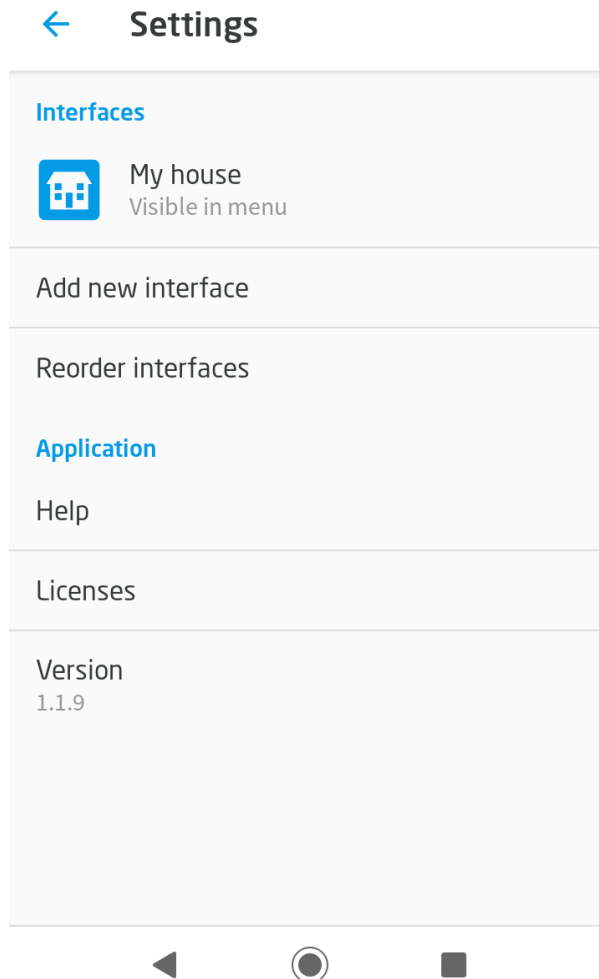 Settings
Interfaces
My house
Visible in menu
Add new interface
Reorder interfaces
Application
Help
Licenses
Version
1.1.9